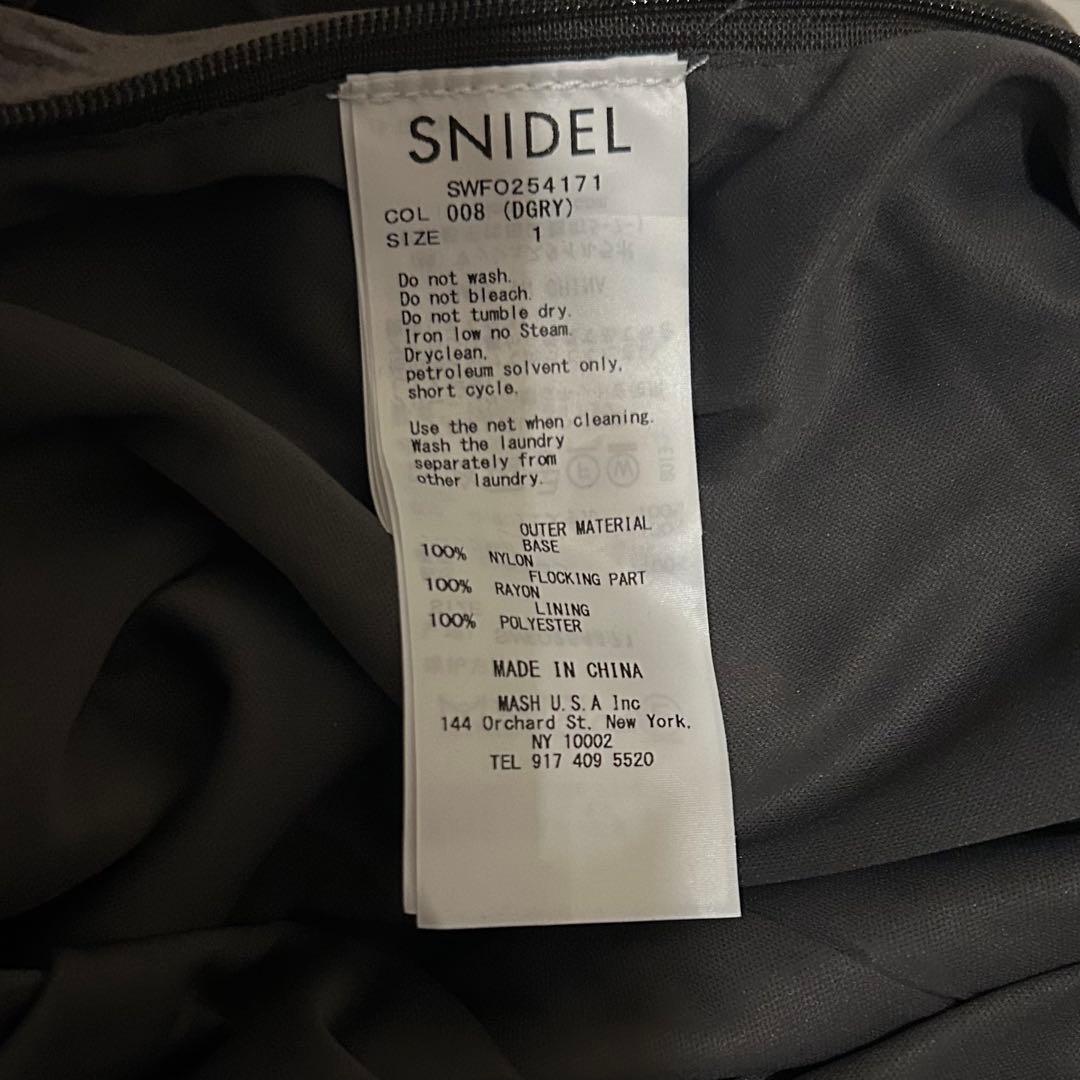 SNIDEL
SWFO254171
COL 008 (DGRY)
SIZE 1
Do not wash.
Do not bleach.
Do not tumble dry.
Iron low no Steam.
Dryclean,
petroleum solvent only,
short cycle.
Use the net when cleaning.
Wash the laundry
separately from
other laundry.
OUTER MATERIAL
BASE
100% NYLON
FLOCKING PART
100% RAYON
LINING
100% POLYESTER
MADE IN CHINA
MASH U.S.A Inc
144 Orchard St, New York,
NY 10002
TEL 917 409 5520